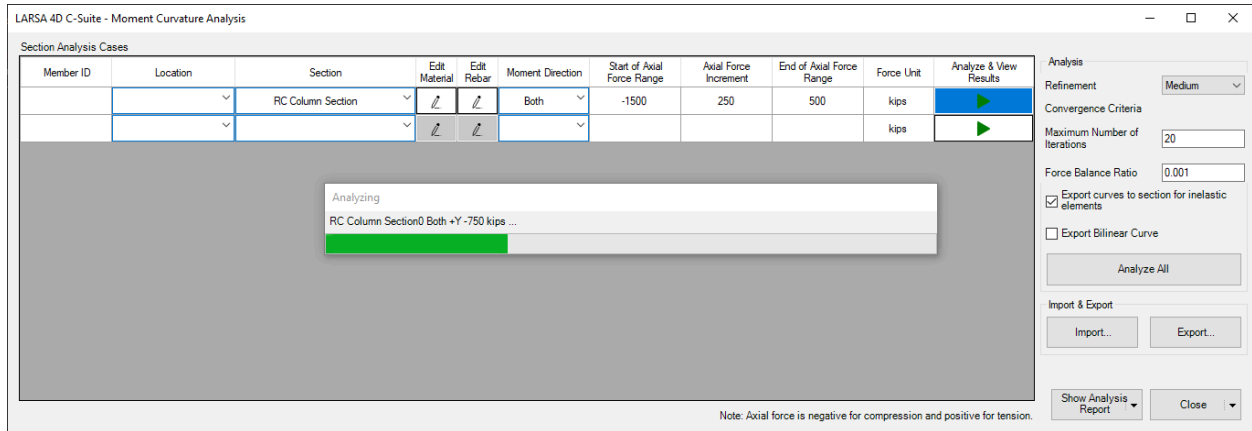 LARSA 4D C-Suite - Moment Curvature Analysis
Section Analysis Cases
Member ID Location Section Edit Material Edit Rebar Moment Direction Start of Axial Force Range Axial Force Increment End of Axial Force Range Force Unit Analyze & View Results
RC Column Section Both -1500 250 500 kips
kips
Analyzing
RC Column Section0 Both +Y -750 kips ...
Note: Axial force is negative for compression and positive for tension.
Analysis
Refinement Medium
Convergence Criteria
Maximum Number of
Iterations 20
Force Balance Ratio 0.001
Export curves to section for inelastic
elements
Export Bilinear Curve
Analyze All
Import & Export
Import... Export...
Show Analysis
Report
Close